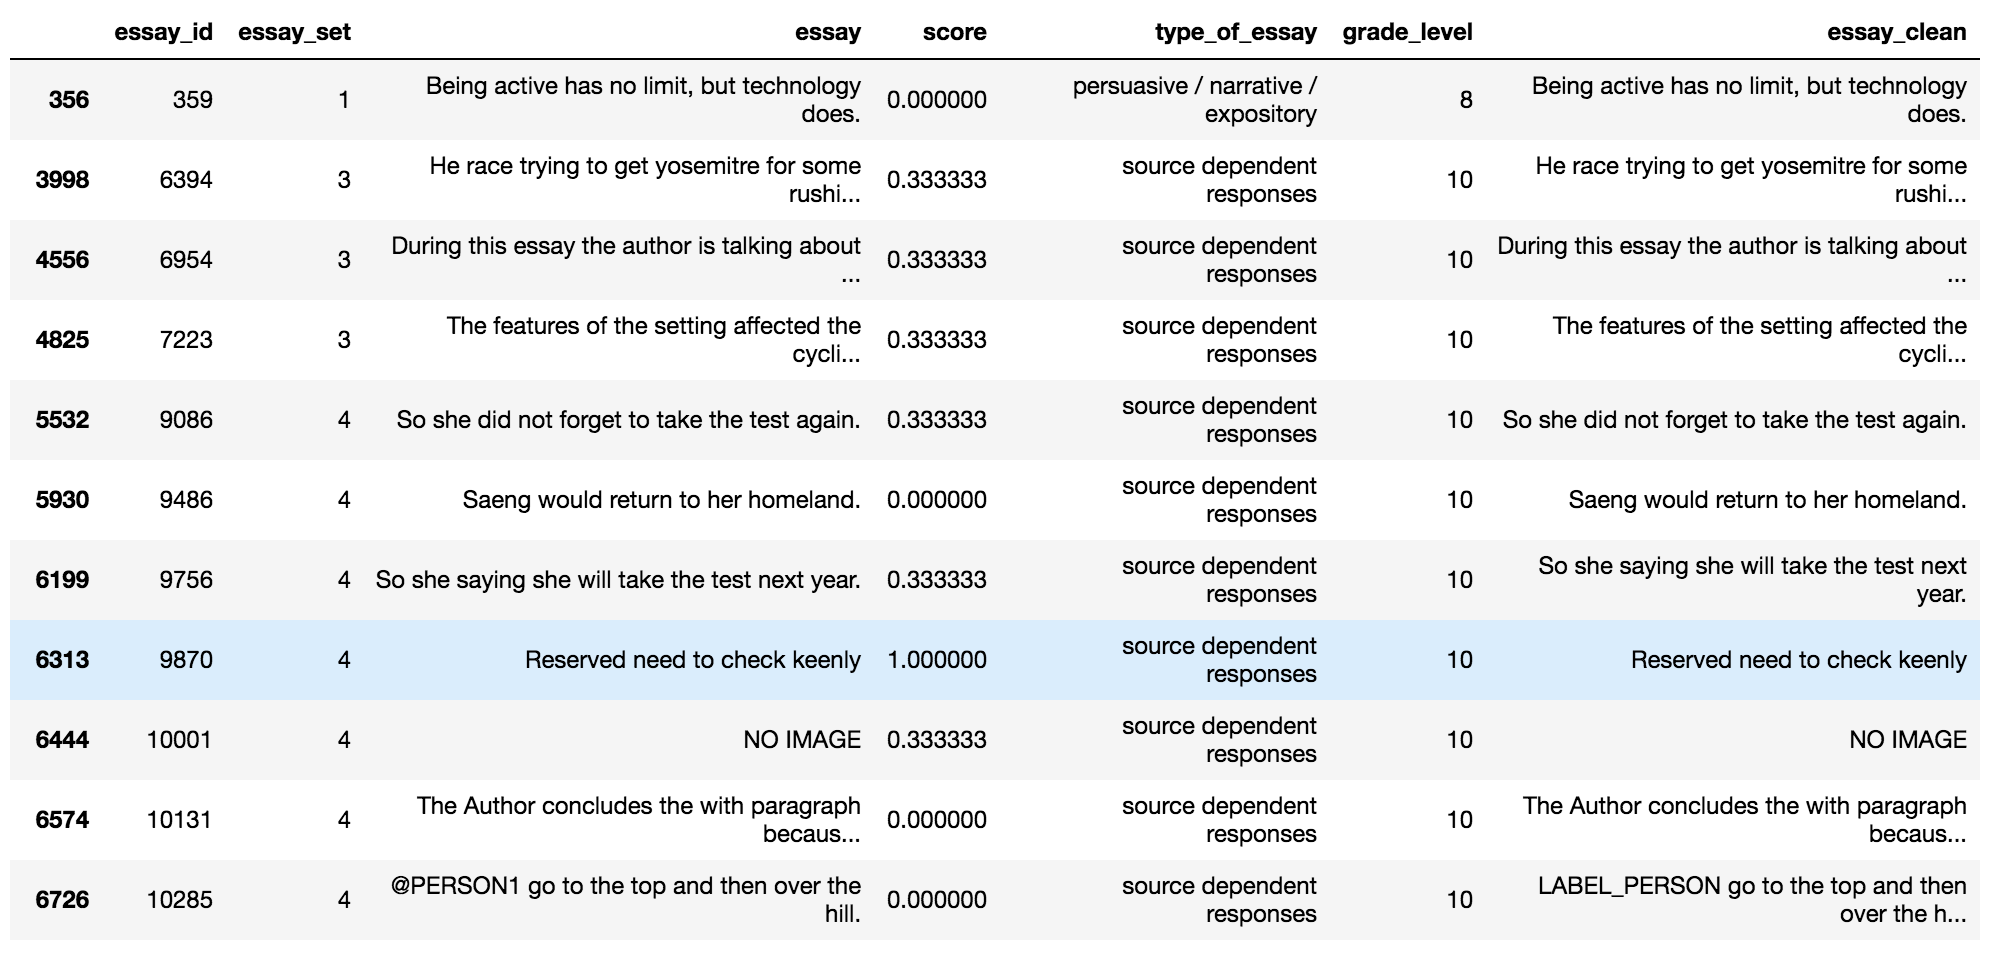 essay_id essay_set essay score type_of_essay grade_level essay_clean
356 359 1 Being active has no limit, but technology does. 0.000000 persuasive / narrative / expository 8 Being active has no limit, but technology does.
3998 6394 3 He race trying to get yosemitre for some rushi... 0.333333 source dependent responses 10 He race trying to get yosemitre for some rushi...
4556 6954 3 During this essay the author is talking about ... 0.333333 source dependent responses 10 During this essay the author is talking about ...
4825 7223 3 The features of the setting affected the cycli... 0.333333 source dependent responses 10 The features of the setting affected the cycli...
5532 9086 4 So she did not forget to take the test again. 0.333333 source dependent responses 10 So she did not forget to take the test again.
5930 9486 4 Saeng would return to her homeland. 0.000000 source dependent responses 10 Saeng would return to her homeland.
6199 9756 4 So she saying she will take the test next year. 0.333333 source dependent responses 10 So she saying she will take the test next year.
6313 9870 4 Reserved need to check keenly 1.000000 source dependent responses 10 Reserved need to check keenly
6444 10001 4 NO IMAGE 0.333333 source dependent responses 10 NO IMAGE
6574 10131 4 The Author concludes the with paragraph becaus... 0.000000 source dependent responses 10 The Author concludes the with paragraph becaus...
6726 10285 4 @PERSON1 go to the top and then over the hill. 0.000000 source dependent responses 10 LABEL_PERSON go to the top and then over the h...